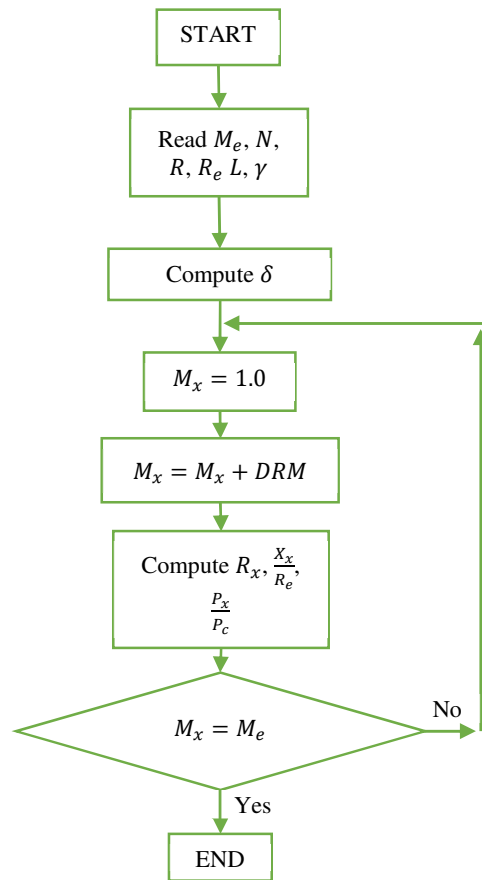 START
Read M_e, N,
R, R_e L, γ
Compute δ
M_x = 1.0
M_x = M_x + DRM
Compute R_x, X_x/R_e,
P_x/P_c
M_x = M_e
No
Yes
END